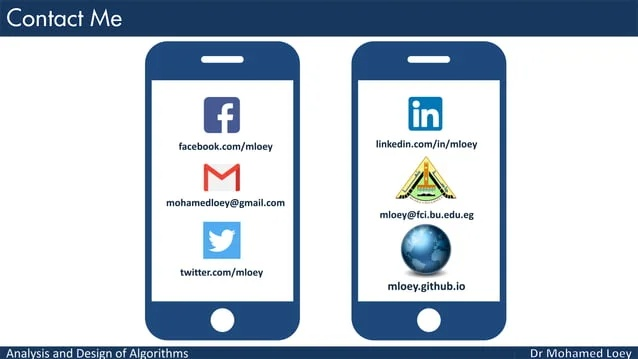 Contact Me
facebook.com/mloey
mohamedloey@gmail.com
twitter.com/mloey
linkedin.com/in/mloey
mloey@fci.bu.edu.eg
mloey.github.io
Analysis and Design of Algorithms
Dr Mohamed Loey